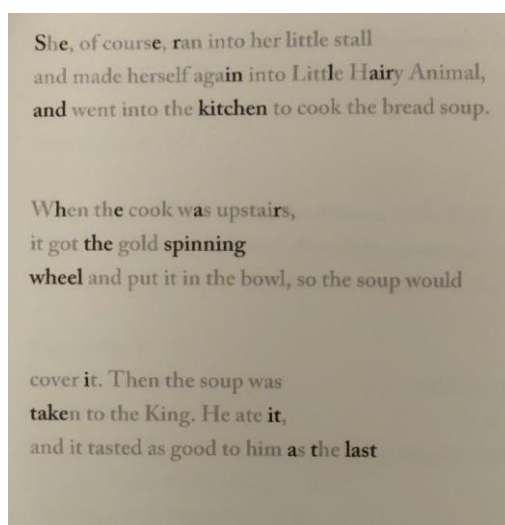 She, of course, ran into her little stall
and made herself again into Little Hairy Animal,
and went into the kitchen to cook the bread soup.
When the cook was upstairs,
it got the gold spinning
wheel and put it in the bowl, so the soup would
cover it. Then the soup was
taken to the King. He ate it,
and it tasted as good to him as the last